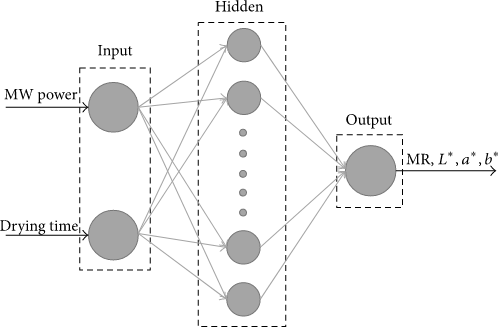 Hidden
Input
MW power
Output
MR, L*, a*, b*
Drying time